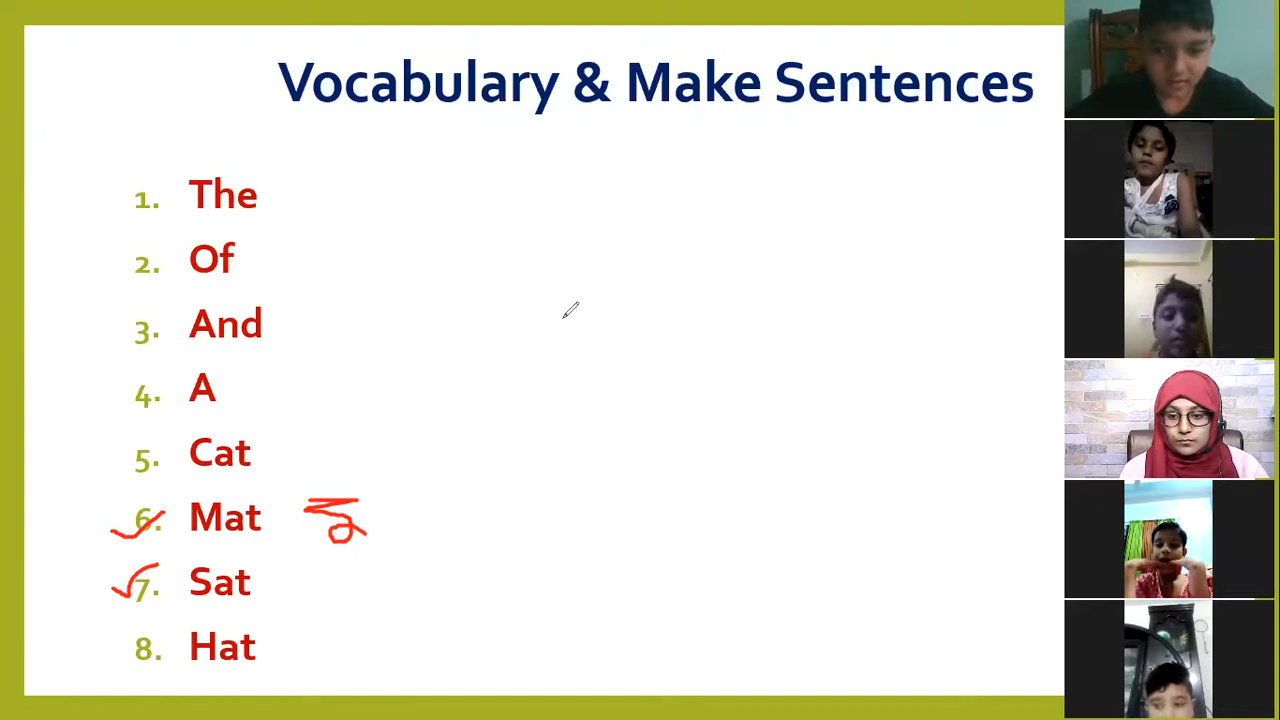 Vocabulary & Make Sentences
1. The
2. Of
3. And
4. A
5. Cat
6. Mat
7. Sat
8. Hat